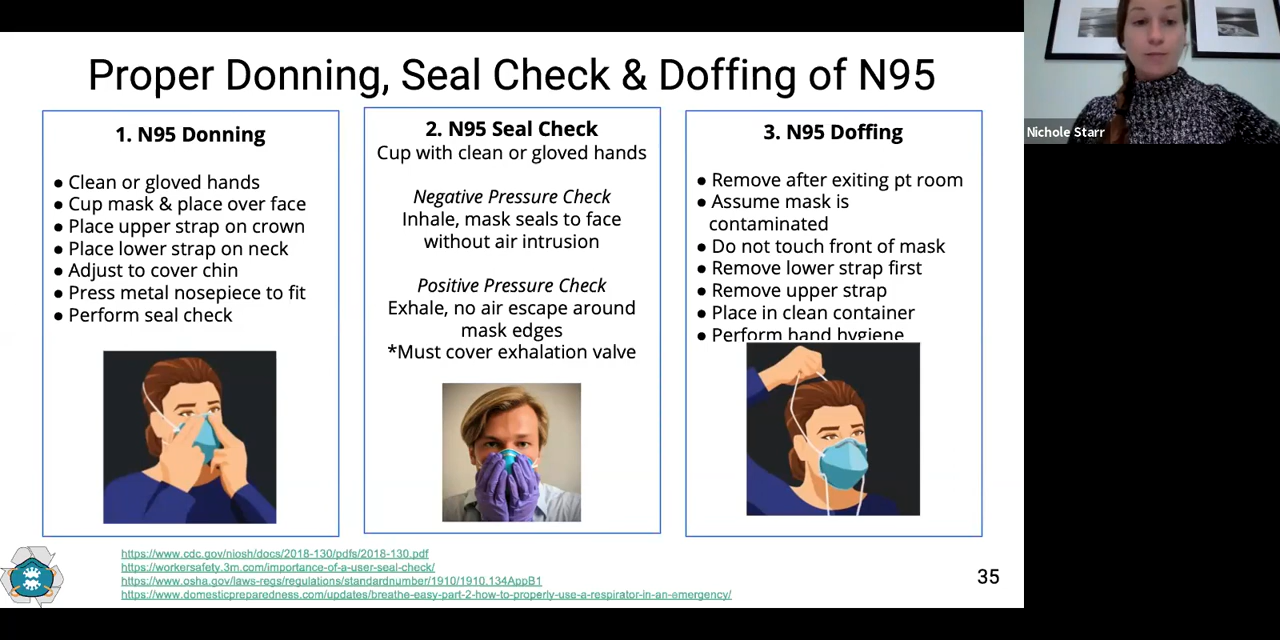 Proper Donning, Seal Check & Doffing of N95
1. N95 Donning
● Clean or gloved hands
● Cup mask & place over face
● Place upper strap on crown
● Place lower strap on neck
● Adjust to cover chin
● Press metal nosepiece to fit
● Perform seal check
2. N95 Seal Check
Cup with clean or gloved hands
Negative Pressure Check
Inhale, mask seals to face
without air intrusion
Positive Pressure Check
Exhale, no air escape around
mask edges
*Must cover exhalation valve
3. N95 Doffing
● Remove after exiting pt room
● Assume mask is
contaminated
● Do not touch front of mask
● Remove lower strap first
● Remove upper strap
● Place in clean container
● Perform hand hygiene
https://www.cdc.gov/niosh/docs/2018-130/pdfs/2018-130.pdf
https://workersafety.3m.com/importance-of-a-user-seal-check/
https://www.osha.gov/laws-regs/regulations/standardnumber/1910/1910.134AppB1
https://www.domesticpreparedness.com/updates/breathe-easy-part-2-how-to-properly-use-a-respirator-in-an-emergency/
35
Nichole Starr